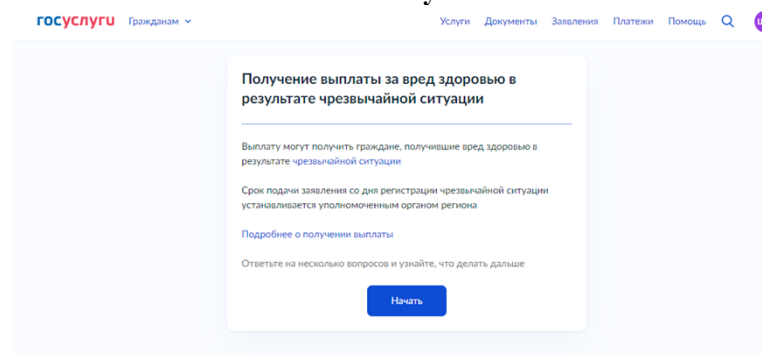 госуслуги Гражданам Услуги Документы Заявления Платежи Помощь
Получение выплаты за вред здоровью в
результате чрезвычайной ситуации
Выплату могут получить граждане, получившие вред здоровью в
результате чрезвычайной ситуации
Срок подачи заявления со дня регистрации чрезвычайной ситуации
устанавливается уполномоченным органом региона
Подробнее о получении выплаты
Ответьте на несколько вопросов и узнайте, что делать дальше
Начать